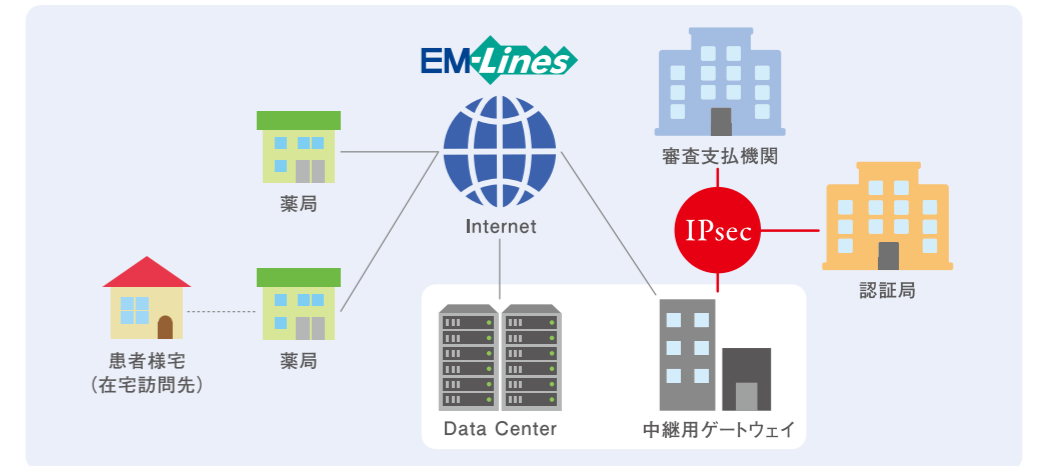 EM-Lines
審査支払機関
薬局
Internet
IPsec
認証局
患者様宅
(在宅訪問先)
薬局
Data Center
中継用ゲートウェイ